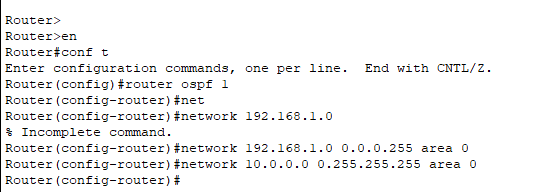 Router>
Router>en
Router#conf t
Enter configuration commands, one per line.  End with CNTL/Z.
Router(config)#router ospf 1
Router(config-router)#net
Router(config-router)#network 192.168.1.0
% Incomplete command.
Router(config-router)#network 192.168.1.0 0.0.0.255 area 0
Router(config-router)#network 10.0.0.0 0.255.255.255 area 0
Router(config-router)#